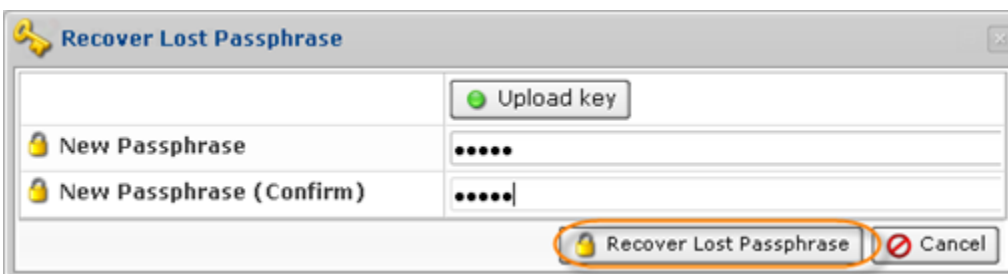 Recover Lost Passphrase
Upload key
New Passphrase
•••••
New Passphrase (Confirm)
•••••
Recover Lost Passphrase Cancel